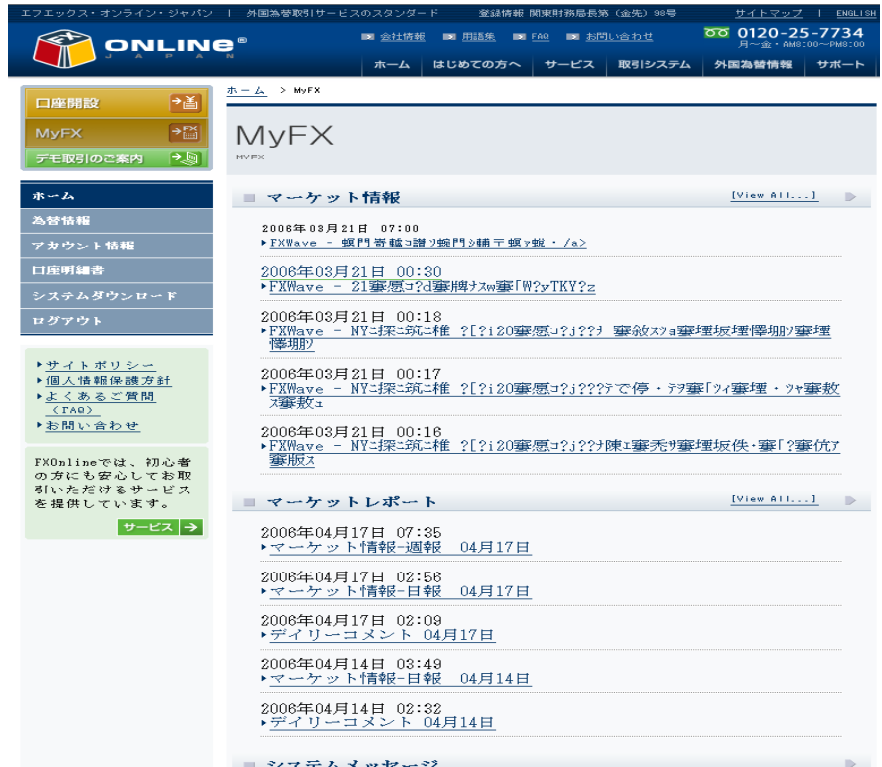 エフエックス・オンライン・ジャパン | 外国為替取引サービスのスタンダード 登録情報 関東財務局長第（金先）98号 サイトマップ | ENGLISH
ONLINE®
JAPAN
会社情報 用語集 FAQ お問い合わせ
0120-25-7734
月～金・AM8:00～PM8:00
ホーム はじめての方へ サービス 取引システム 外国為替情報 サポート
口座開設
MyFX
デモ取引のご案内
ホーム
為替情報
アカウント情報
口座明細書
システムダウンロード
ログアウト
サイトポリシー
個人情報保護方針
よくあるご質問
（FAQ）
お問い合わせ
FXOnlineでは、初心者
の方にも安心してお取
引いただけるサービス
を提供しています。
サービス
ホーム > MyFX
MyFX
MYFX
マーケット情報 [View All...]
2006年03月21日 07:00
FXWave -
2006年03月21日 00:30
FXWave - 21
2006年03月21日 00:18
FXWave - NY
2006年03月21日 00:17
FXWave - NY
2006年03月21日 00:16
FXWave - NY
マーケットレポート [View All...]
2006年04月17日 07:35
マーケット情報-週報 04月17日
2006年04月17日 02:56
マーケット情報-日報 04月17日
2006年04月17日 02:09
デイリーコメント 04月17日
2006年04月14日 03:49
マーケット情報-日報 04月14日
2006年04月14日 02:32
デイリーコメント 04月14日
システムメッセージ